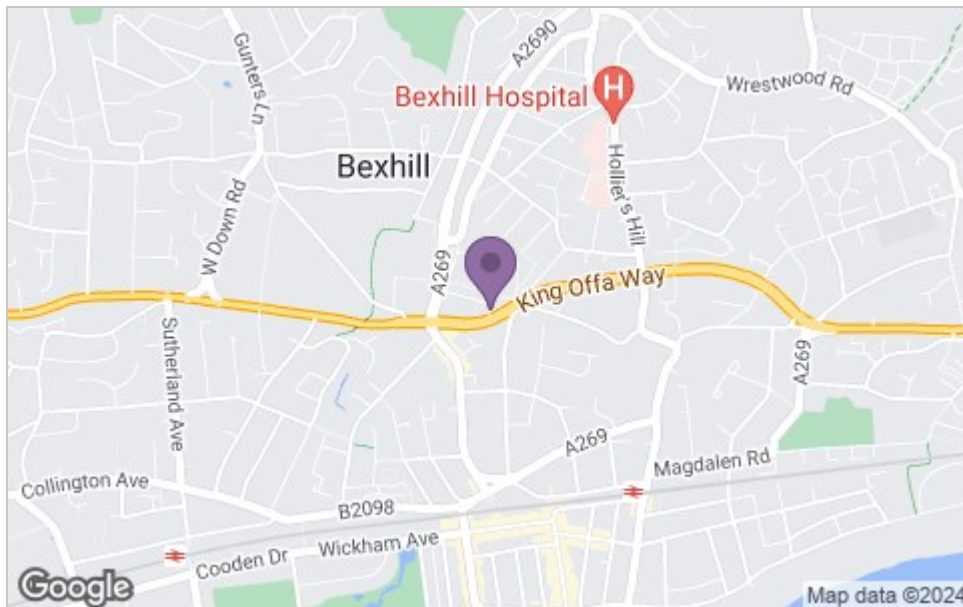 A2690
Gunters Ln
Wrestwood Rd
Bexhill Hospital
H
Bexhill
Hollier's Hill
W Down Rd
A269
King Offa Way
Sutherland Ave
A269
A269
Magdalen Rd
Collington Ave
B2098
Wickham Ave
Cooden Dr
Google
Map data ©2024